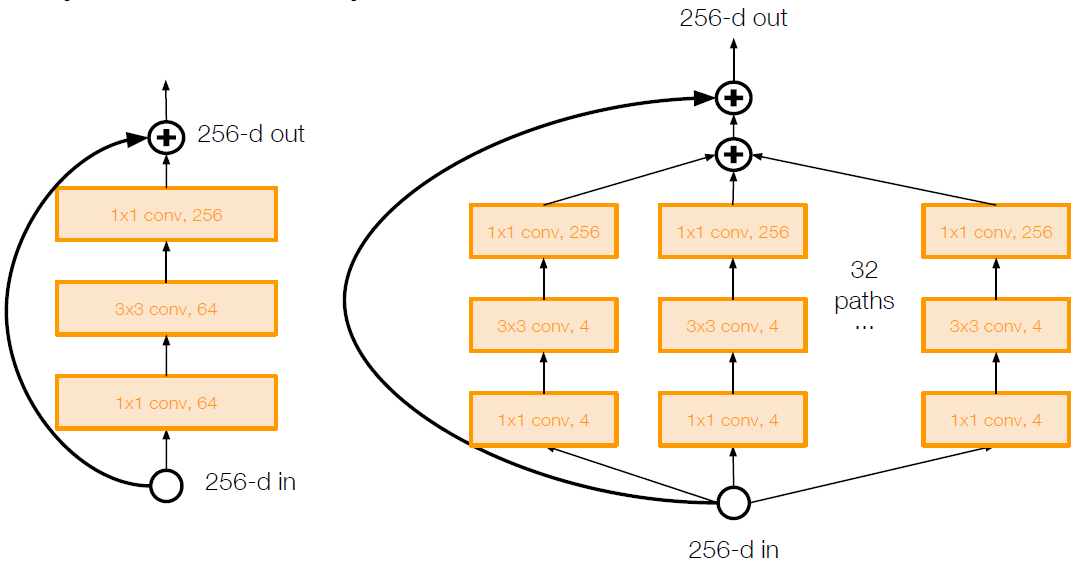 256-d out
1x1 conv, 256
3x3 conv, 64
1x1 conv, 64
256-d in
256-d out
1x1 conv, 256
1x1 conv, 256
1x1 conv, 256
32
paths
...
3x3 conv, 4
3x3 conv, 4
3x3 conv, 4
1x1 conv, 4
1x1 conv, 4
1x1 conv, 4
256-d in